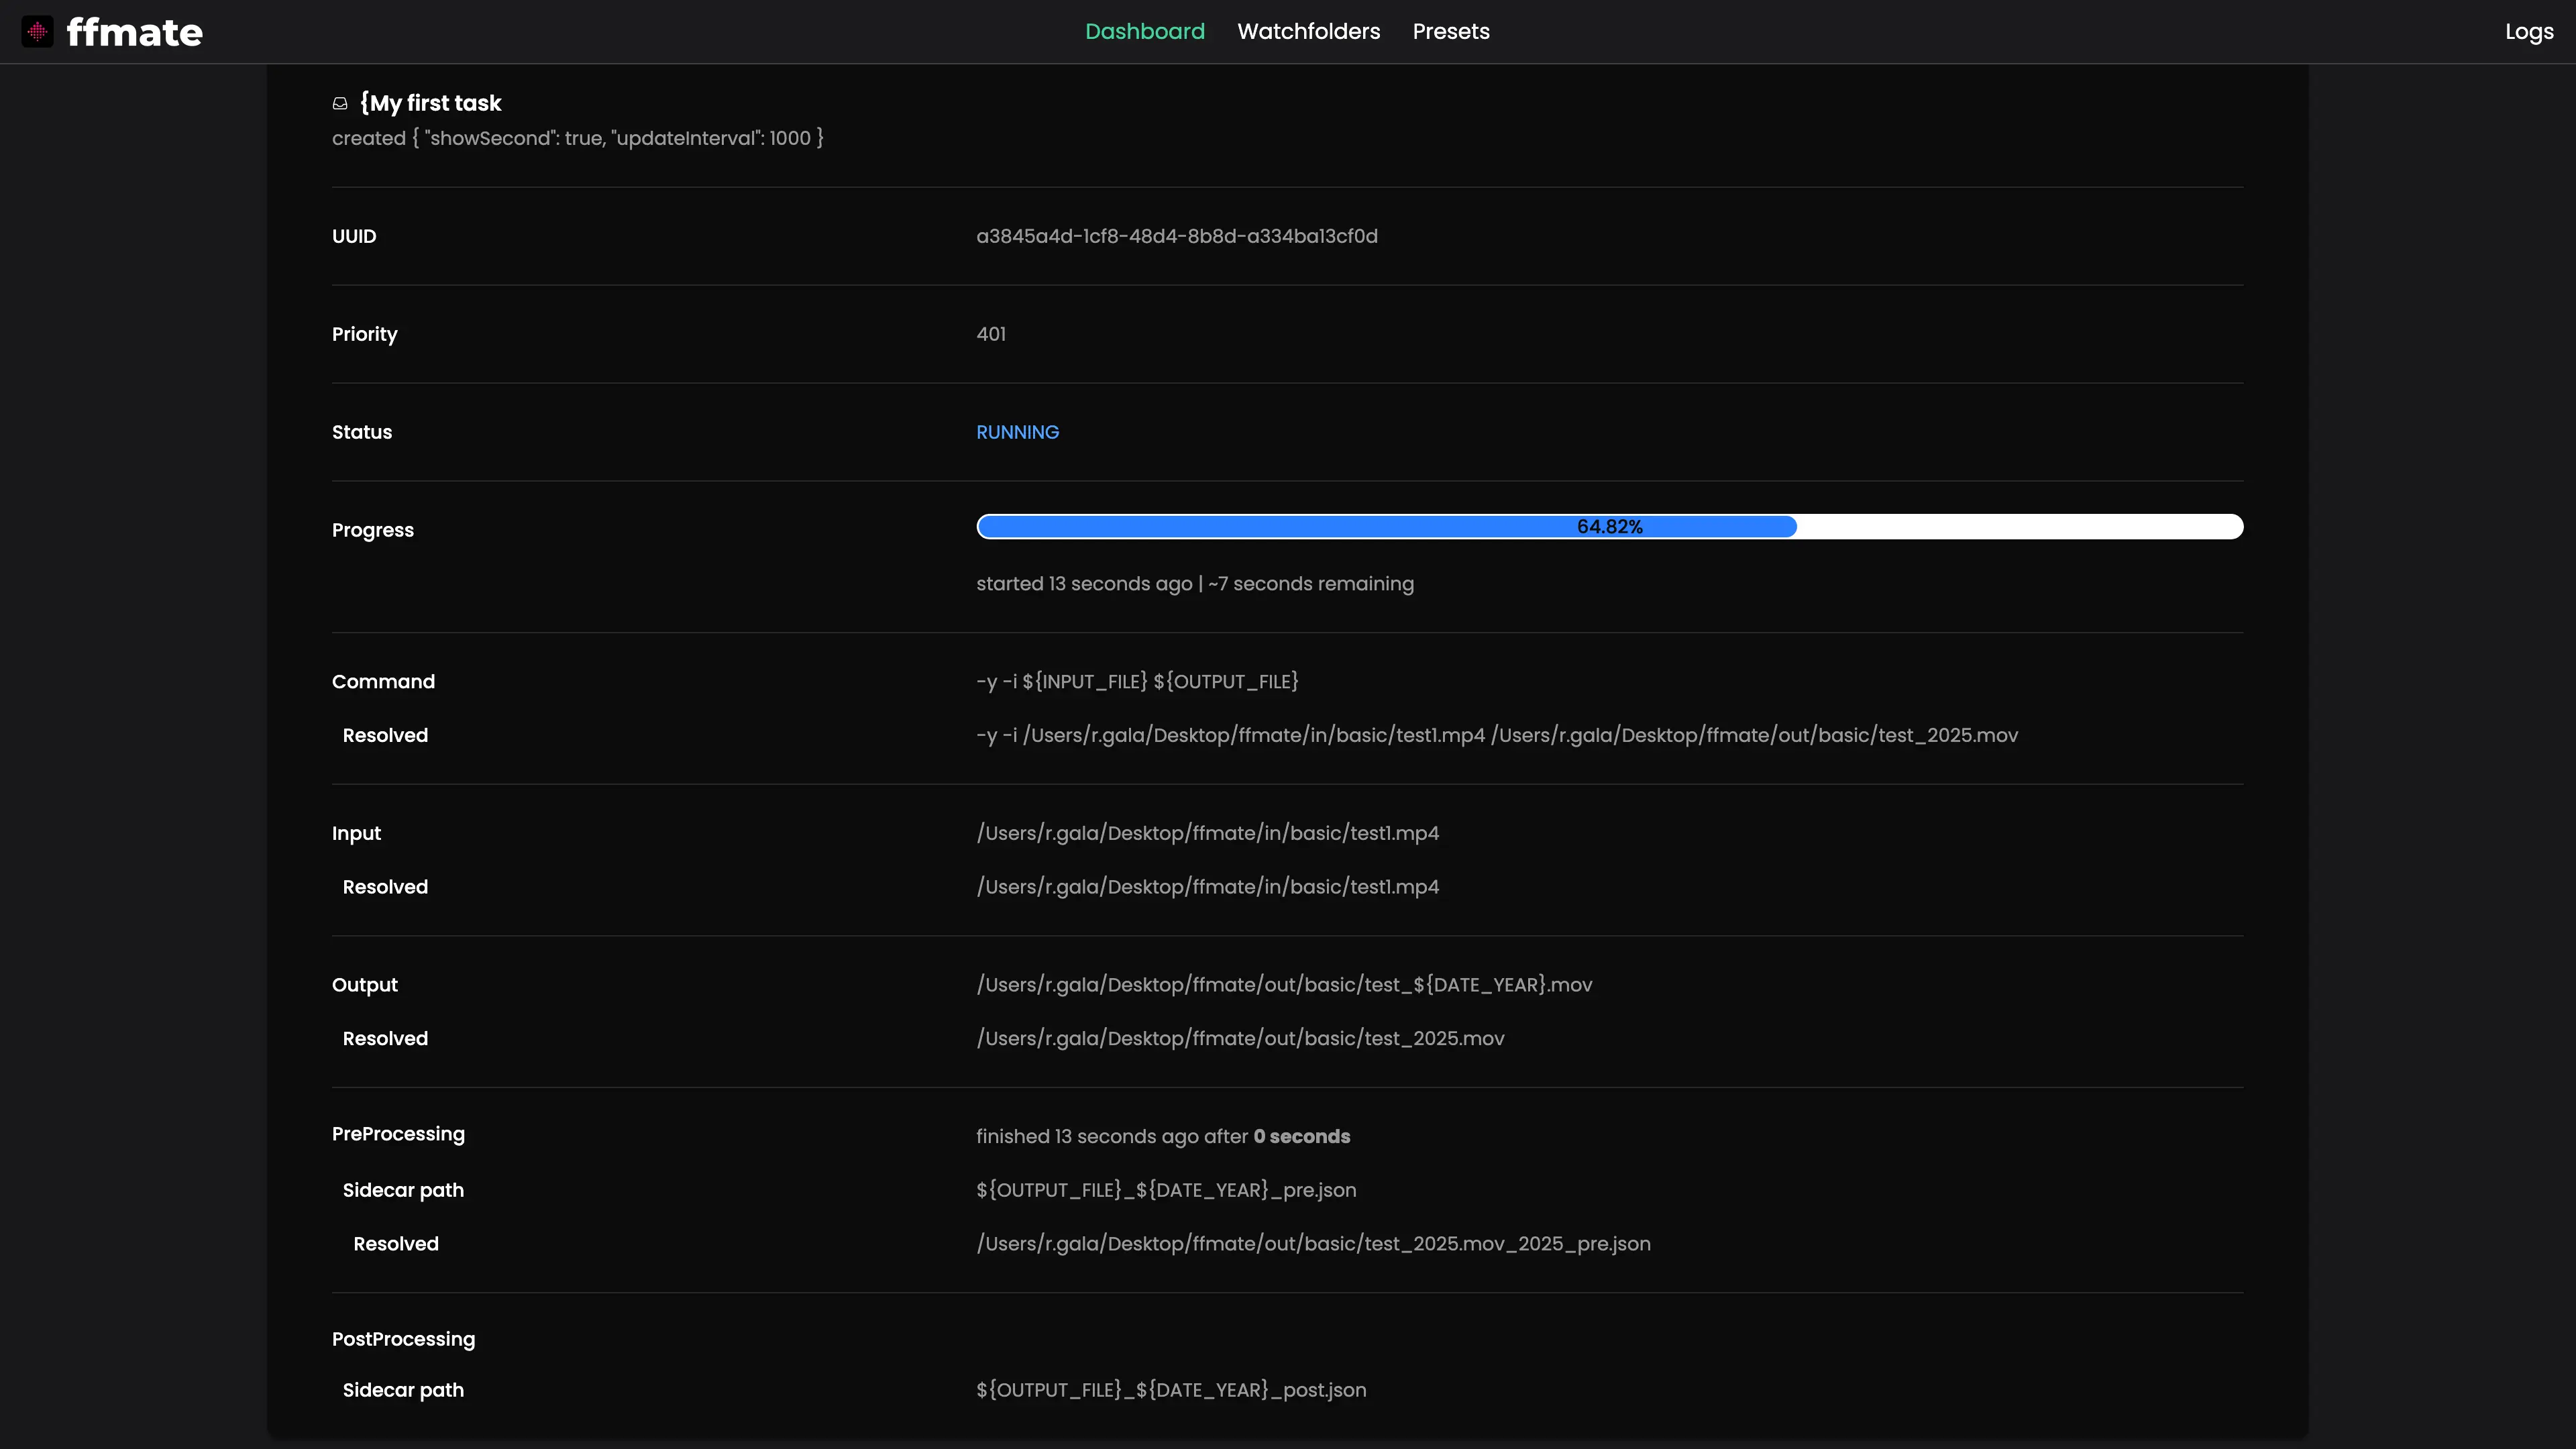 ffmate
Dashboard Watchfolders Presets
Logs
{My first task
created { "showSecond": true, "updateInterval": 1000 }
UUID a3845a4d-1cf8-48d4-8b8d-a334ba13cf0d
Priority 401
Status RUNNING
Progress 64.82%
started 13 seconds ago | ~7 seconds remaining
Command -y -i ${INPUT_FILE} ${OUTPUT_FILE}
Resolved -y -i /Users/r.gala/Desktop/ffmate/in/basic/test1.mp4 /Users/r.gala/Desktop/ffmate/out/basic/test_2025.mov
Input /Users/r.gala/Desktop/ffmate/in/basic/test1.mp4
Resolved /Users/r.gala/Desktop/ffmate/in/basic/test1.mp4
Output /Users/r.gala/Desktop/ffmate/out/basic/test_${DATE_YEAR}.mov
Resolved /Users/r.gala/Desktop/ffmate/out/basic/test_2025.mov
PreProcessing finished 13 seconds ago after 0 seconds
Sidecar path ${OUTPUT_FILE}_${DATE_YEAR}_pre.json
Resolved /Users/r.gala/Desktop/ffmate/out/basic/test_2025.mov_2025_pre.json
PostProcessing
Sidecar path ${OUTPUT_FILE}_${DATE_YEAR}_post.json